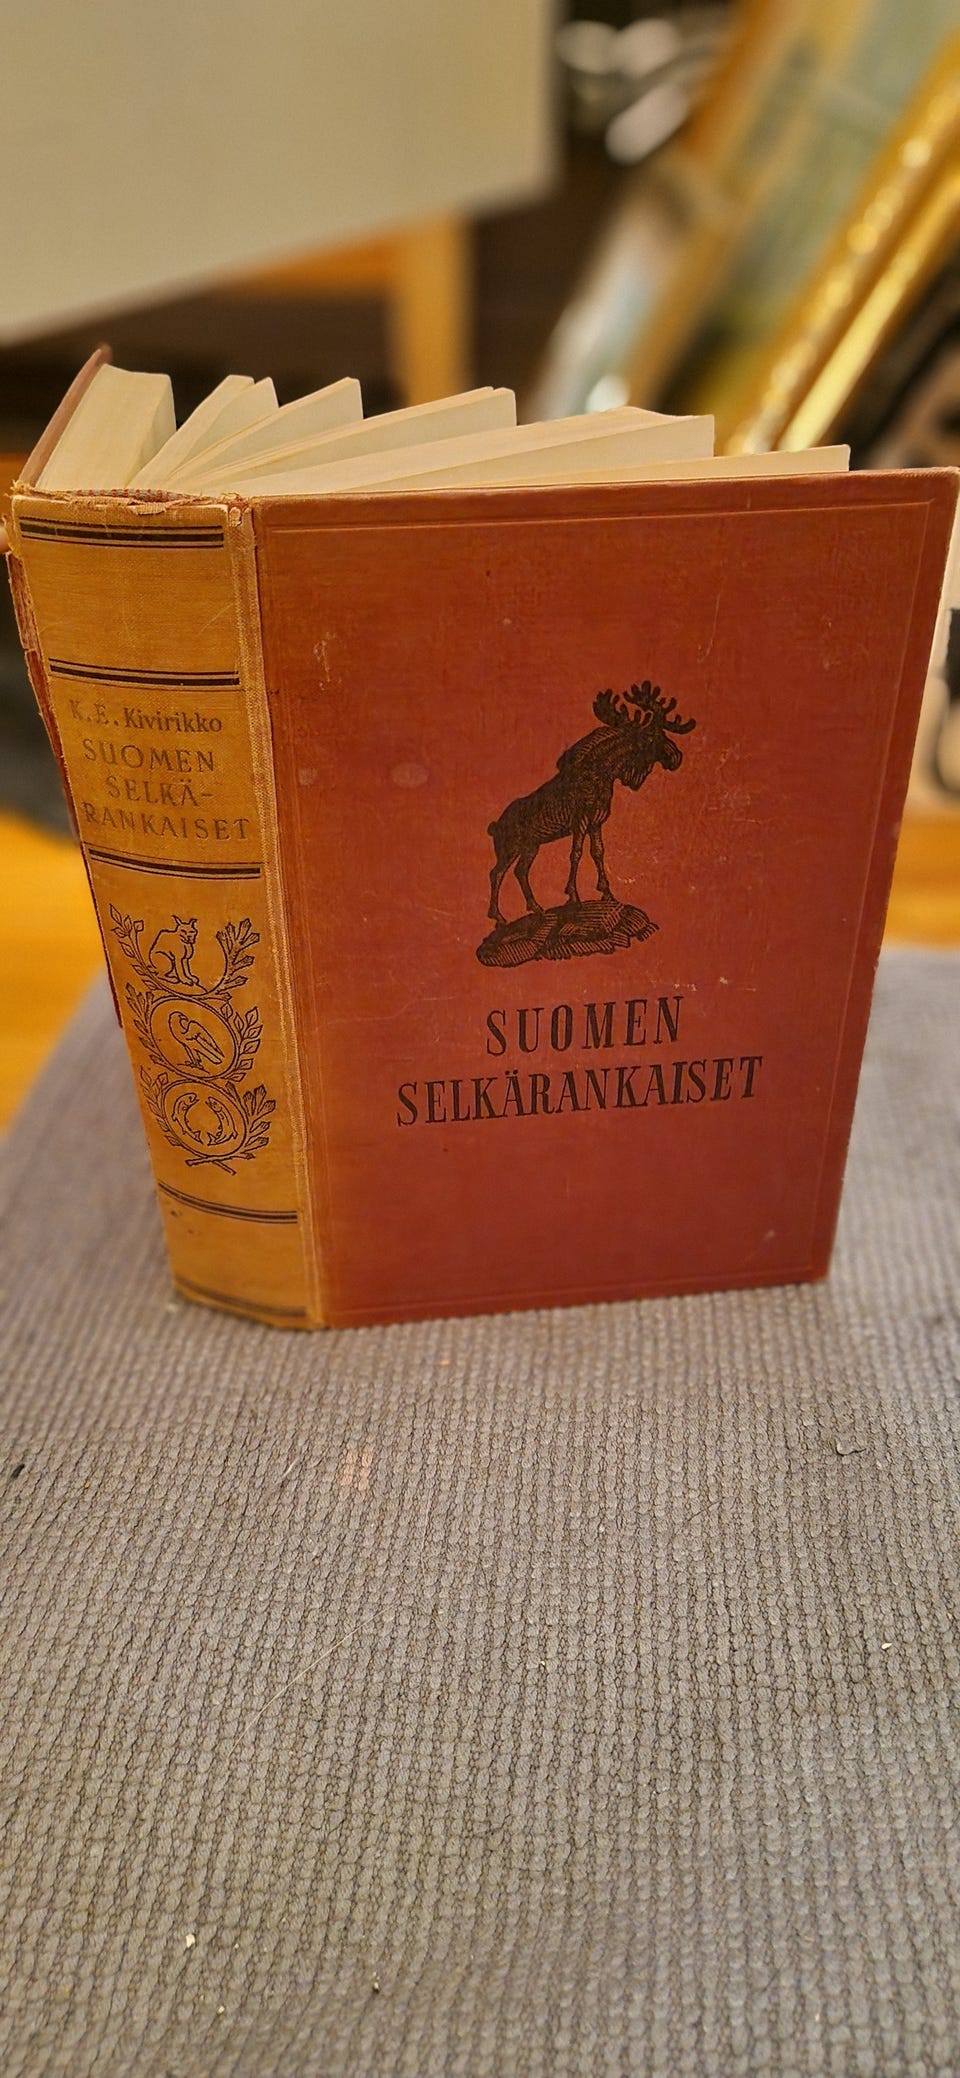 K.E. Kivirikko
SUOMEN
SELKÄ-
RANKAISET
SUOMEN
SELKÄRANKAISET